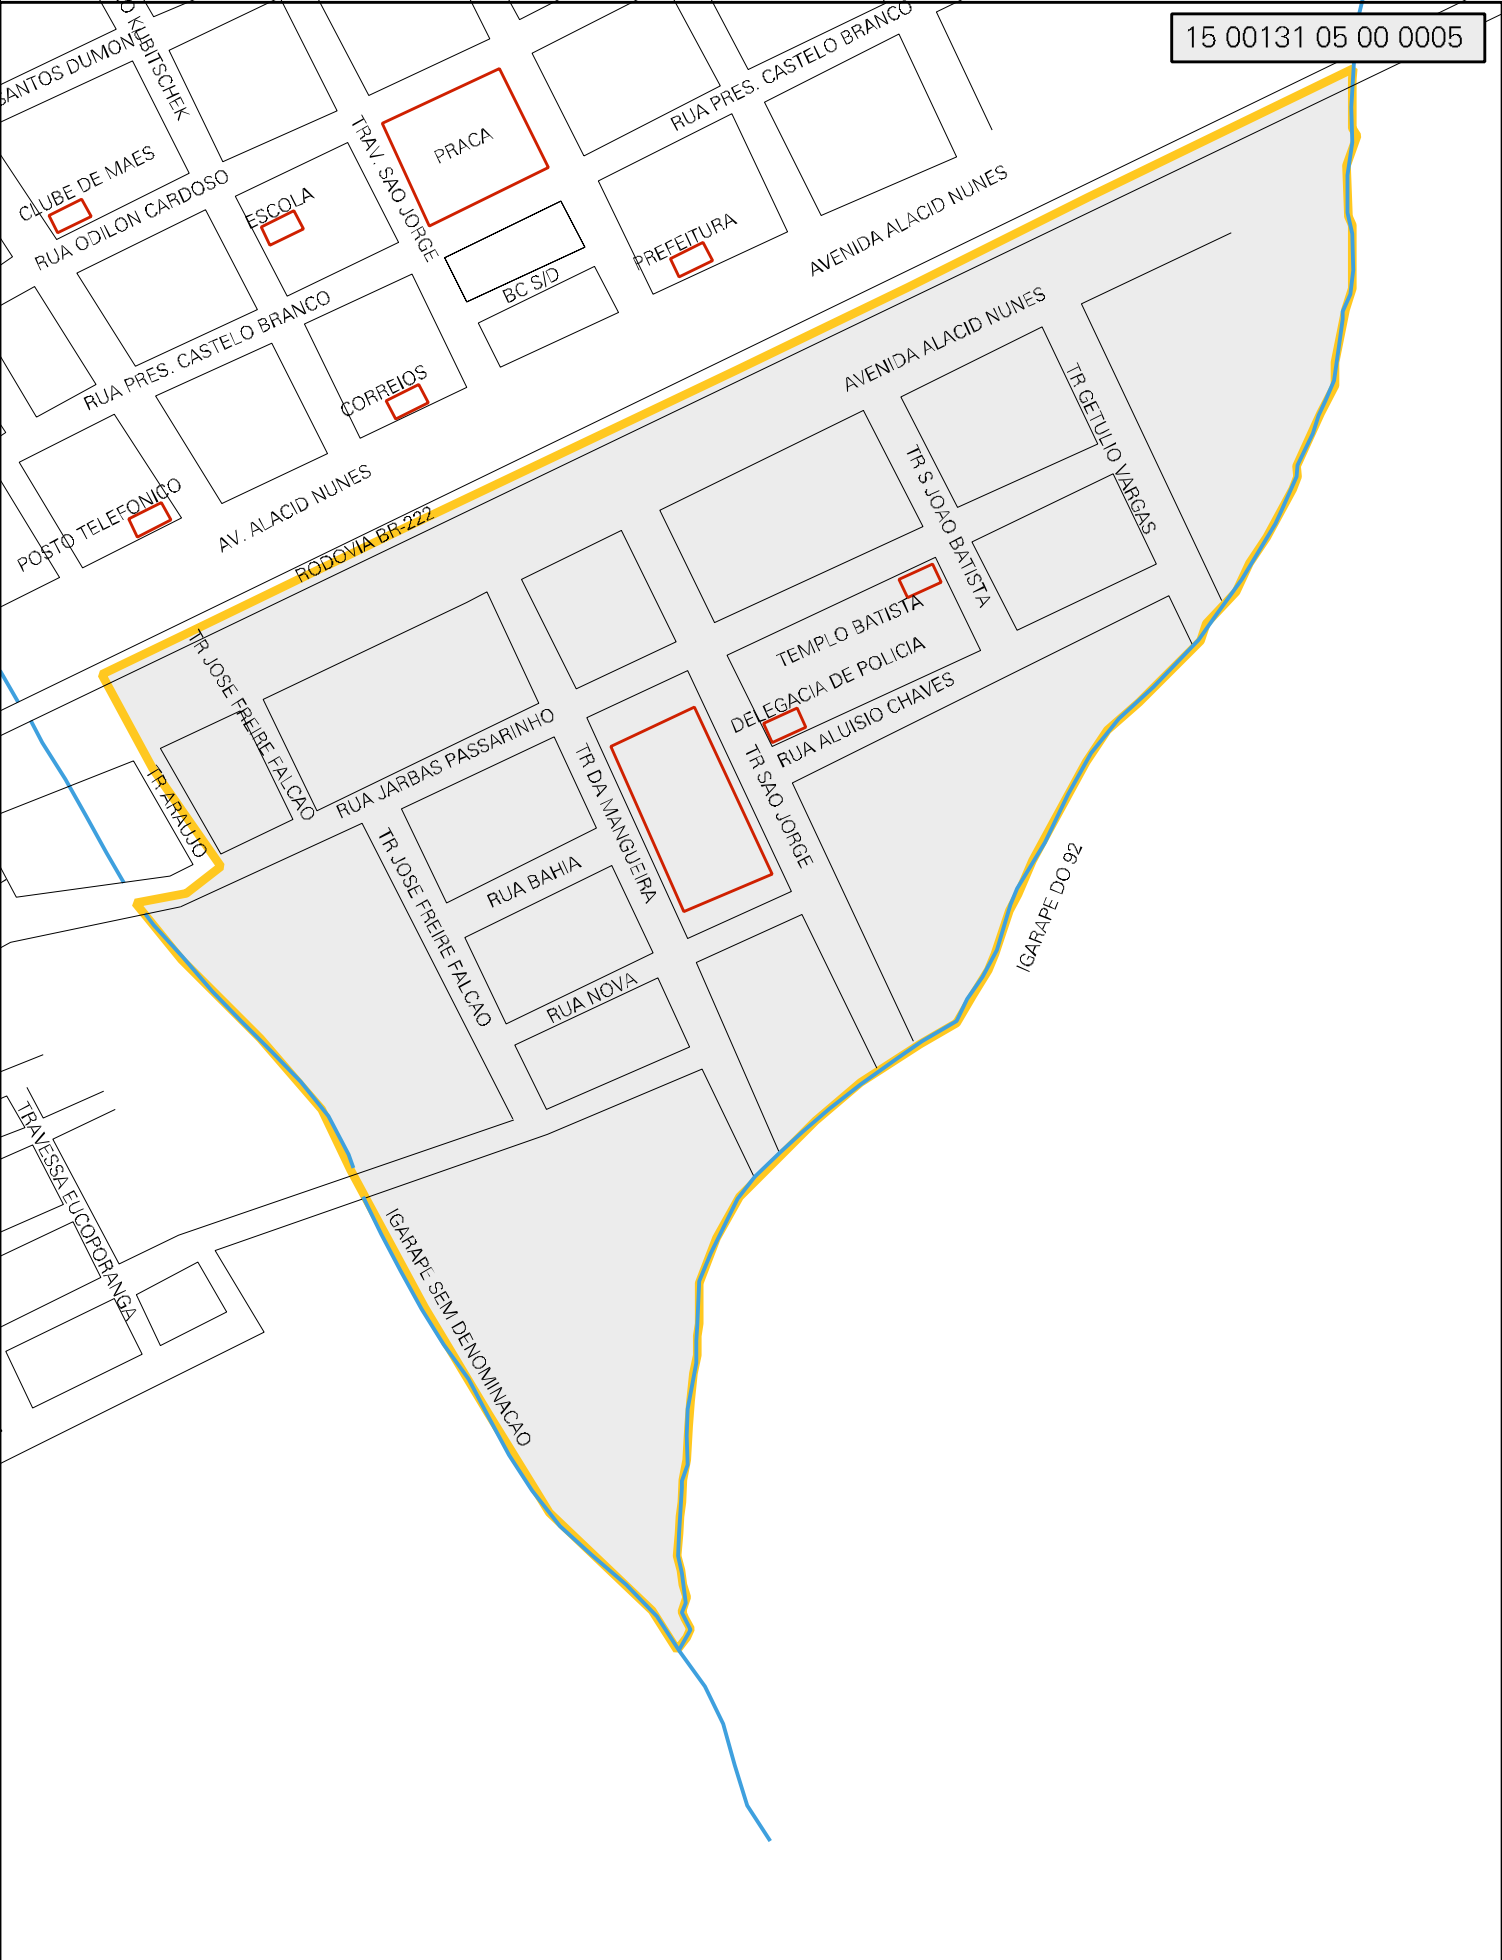 15 00131 05 00 0005
SANTOS DUMONT
O KUBITSCHEK
RUA PRES. CASTELO BRANCO
PRACA
TRAV. SAO JORGE
CLUBE DE MAES
RUA ODILON CARDOSO
ESCOLA
AVENIDA ALACID NUNES
PREFEITURA
BC S/D
RUA PRES. CASTELO BRANCO
CORREIOS
AVENIDA ALACID NUNES
TR GETULIO VARGAS
TR S JOAO BATISTA
POSTO TELEFONICO
AV. ALACID NUNES
RODOVIA BR-222
TEMPLO BATISTA
DELEGACIA DE POLICIA
RUA ALUISIO CHAVES
TR JOSE FREIRE FALCAO
RUA JARBAS PASSARINHO
TR ARAUJO
TR DA MANGUEIRA
TR SAO JORGE
TR JOSE FREIRE FALCAO
RUA BAHIA
RUA NOVA
IGARAPE DO 92
TRAVESSA EUCOPORANGA
IGARAPE SEM DENOMINACAO